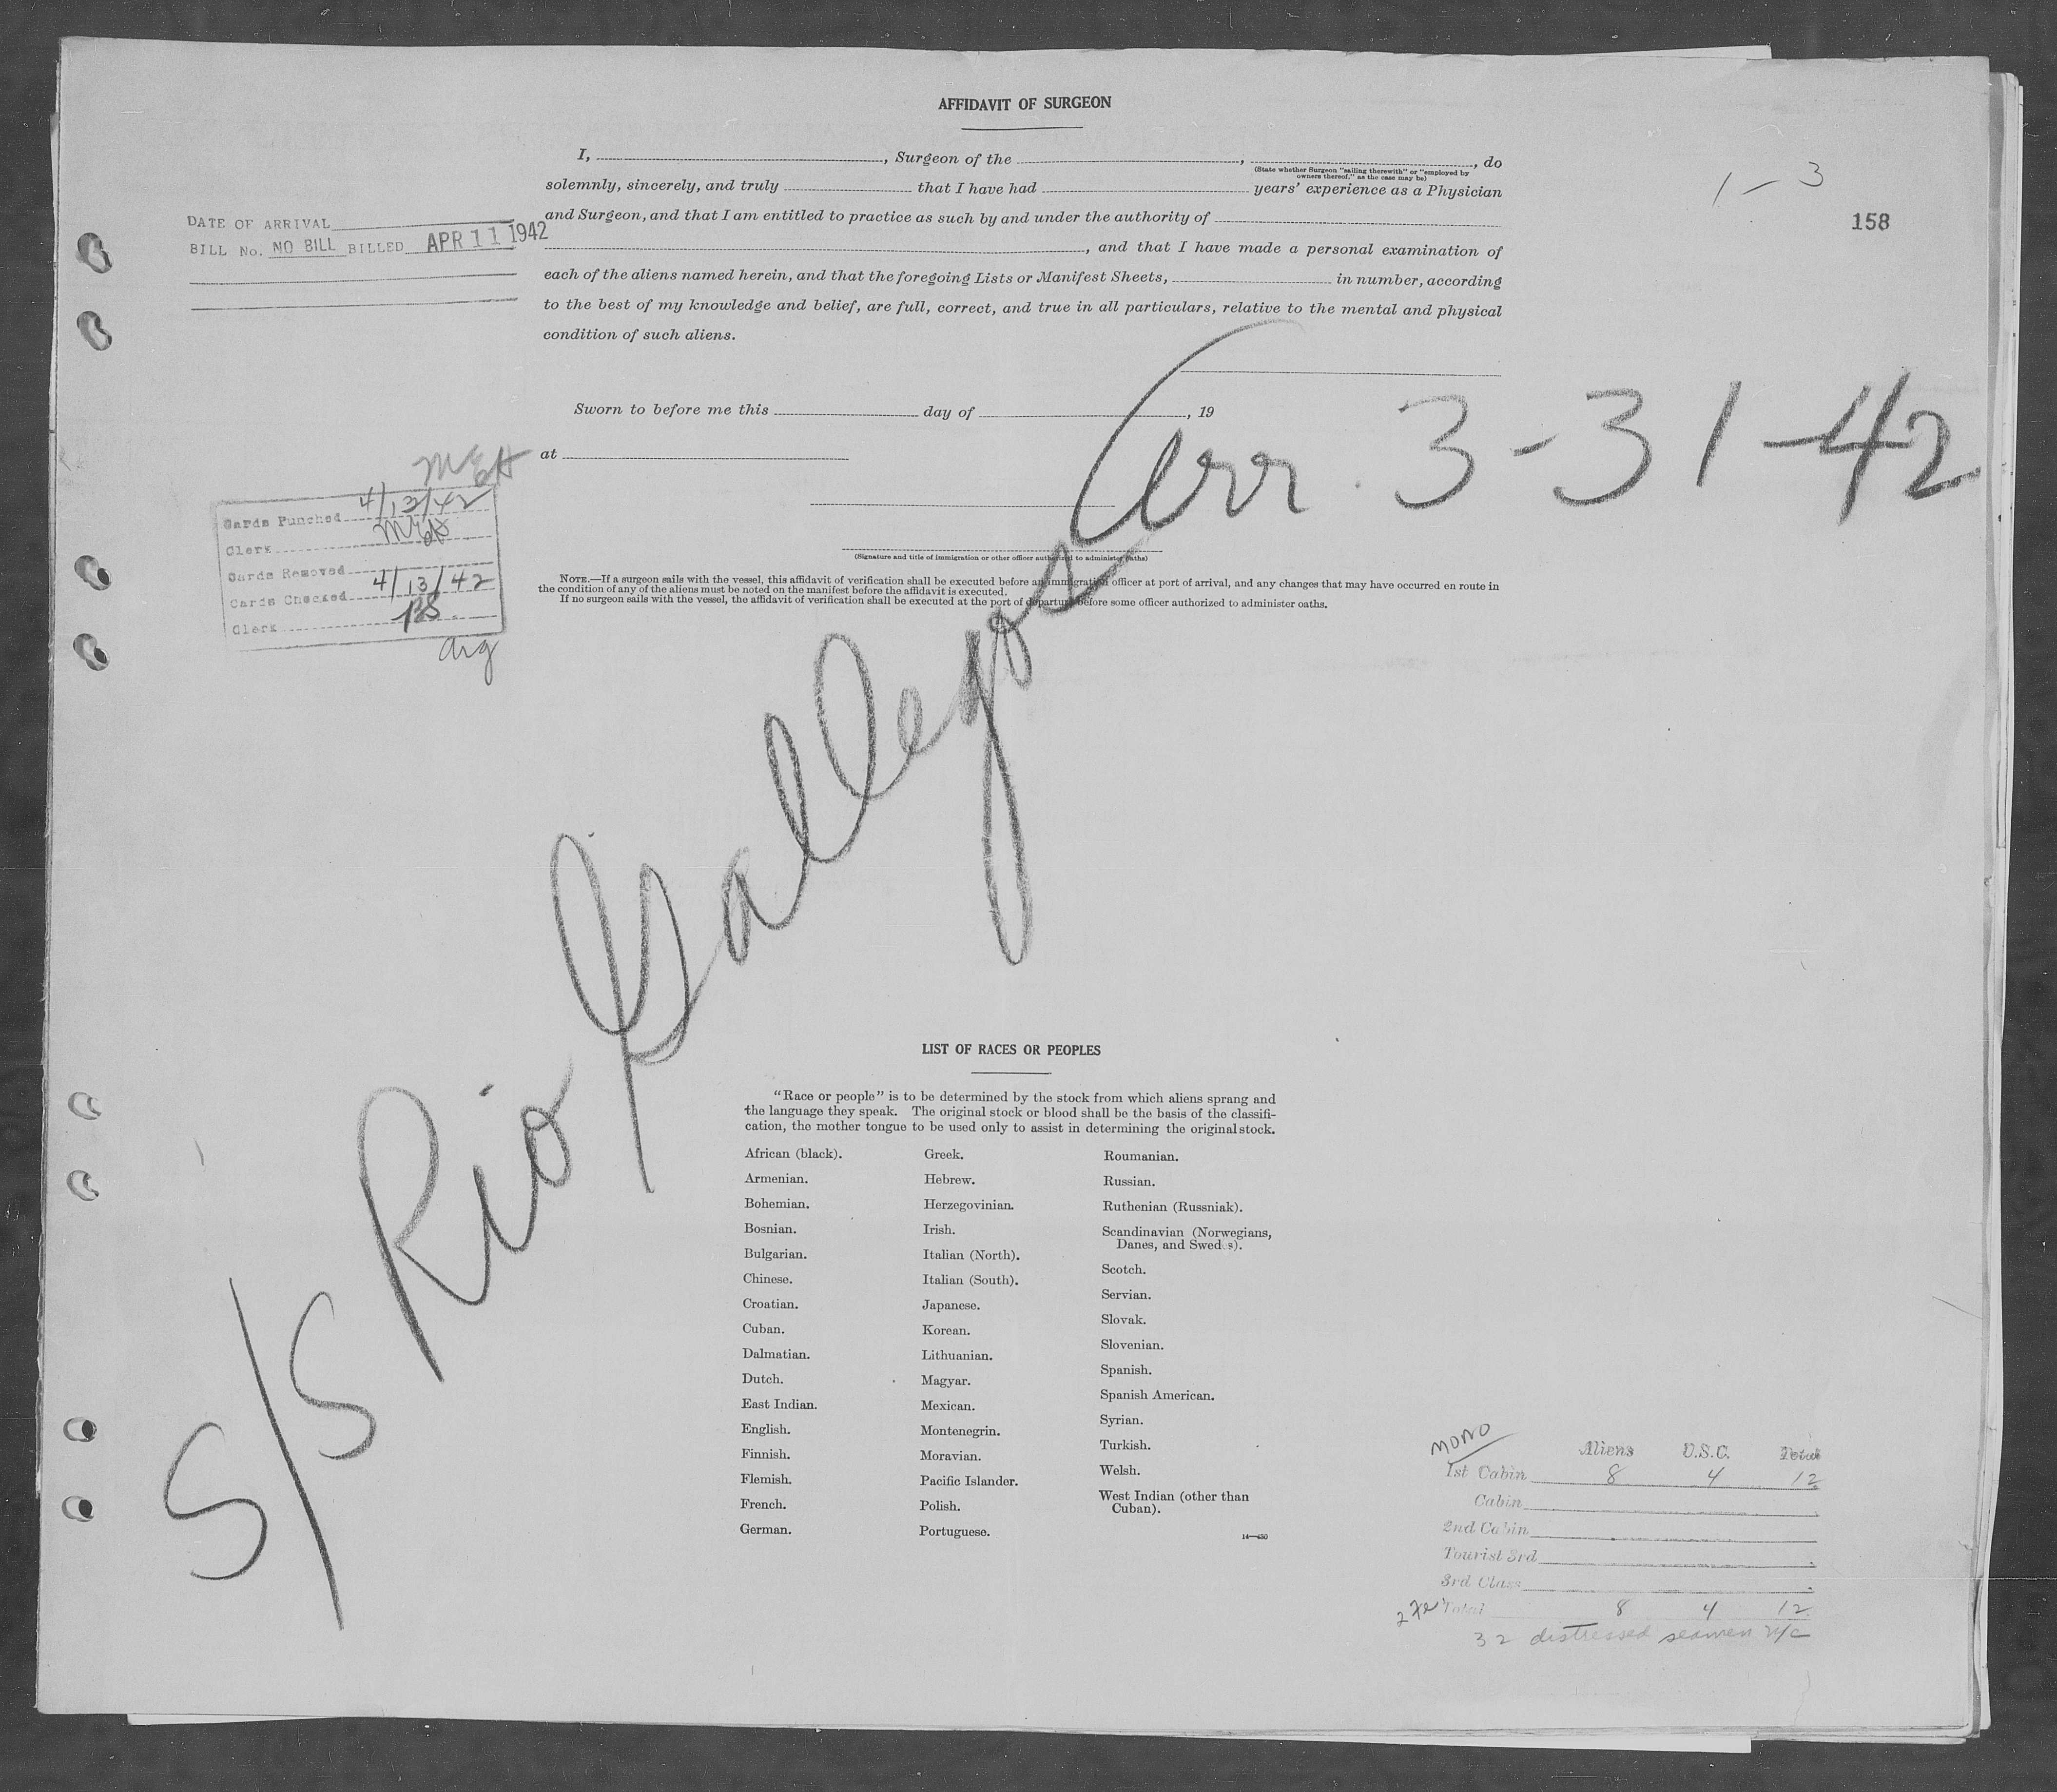 AFFIDAVIT OF SURGEON
I, , Surgeon of the , , do
(State whether Surgeon "sailing therewith" or "employed by
owners thereof," as the case may be)
solemnly, sincerely, and truly that I have had years' experience as a Physician
and Surgeon, and that I am entitled to practice as such by and under the authority of
, and that I have made a personal examination of
each of the aliens named herein, and that the foregoing Lists or Manifest Sheets, in number, according
to the best of my knowledge and belief, are full, correct, and true in all particulars, relative to the mental and physical
condition of such aliens.
1 - 3
158
DATE OF ARRIVAL
BILL No. NO BILL BILLED APR 11 1942
Sworn to before me this day of , 19
at
Arr. 3-31-42
(Signature and title of immigration or other officer authorized to administer oaths)
NOTE.—If a surgeon sails with the vessel, this affidavit of verification shall be executed before an immigration officer at port of arrival, and any changes that may have occurred en route in
the condition of any of the aliens must be noted on the manifest before the affidavit is executed.
If no surgeon sails with the vessel, the affidavit of verification shall be executed at the port of departure before some officer authorized to administer oaths.
Cards Punched 4/13/42
Clerk
Cards Removed
Cards Checked 4/13/42
Clerk
Arg
S/S Rio Gallegos
LIST OF RACES OR PEOPLES
"Race or people" is to be determined by the stock from which aliens sprang and
the language they speak. The original stock or blood shall be the basis of the classifi-
cation, the mother tongue to be used only to assist in determining the original stock.
African (black).
Armenian.
Bohemian.
Bosnian.
Bulgarian.
Chinese.
Croatian.
Cuban.
Dalmatian.
Dutch.
East Indian.
English.
Finnish.
Flemish.
French.
German.
Greek.
Hebrew.
Herzegovinian.
Irish.
Italian (North).
Italian (South).
Japanese.
Korean.
Lithuanian.
Magyar.
Mexican.
Montenegrin.
Moravian.
Pacific Islander.
Polish.
Portuguese.
Roumanian.
Russian.
Ruthenian (Russniak).
Scandinavian (Norwegians,
Danes, and Swedes).
Scotch.
Servian.
Slovak.
Slovenian.
Spanish.
Spanish American.
Syrian.
Turkish.
Welsh.
West Indian (other than
Cuban).
14—430
MONO
Aliens U.S.C. Total
1st Cabin 8 4 12
Cabin
2nd Cabin
Tourist 3rd
3rd Class
Total 8 4 12
32 distressed seamen